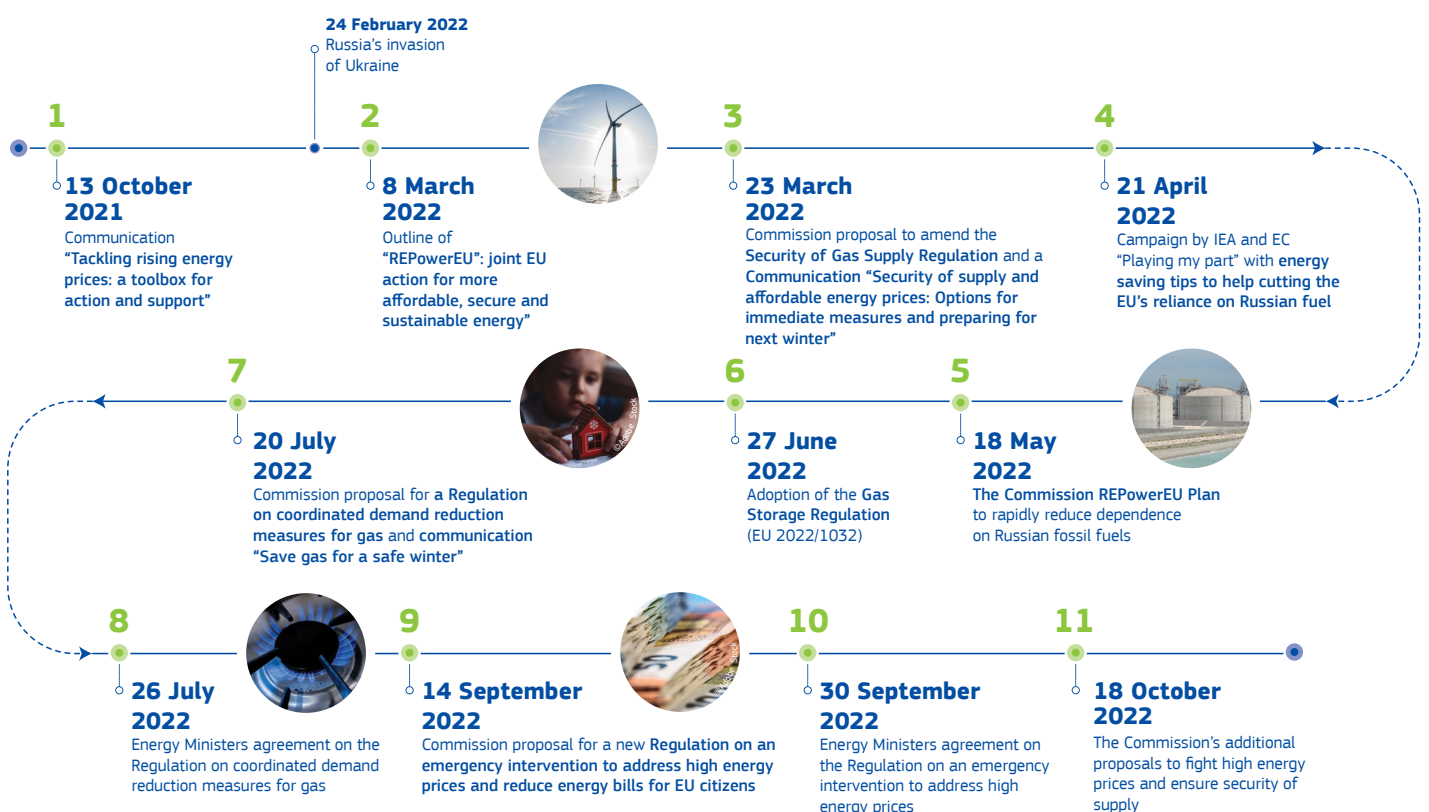 24 February 2022
Russia's invasion
of Ukraine
1
13 October
2021
Communication
“Tackling rising energy
prices: a toolbox for
action and support”
2
8 March
2022
Outline of
“REPowerEU”: joint EU
action for more
affordable, secure and
sustainable energy”
3
23 March
2022
Commission proposal to amend the
Security of Gas Supply Regulation and a
Communication “Security of supply and
affordable energy prices: Options for
immediate measures and preparing for
next winter”
4
21 April
2022
Campaign by IEA and EC
“Playing my part” with energy
saving tips to help cutting the
EU's reliance on Russian fuel
5
18 May
2022
The Commission REPowerEU Plan
to rapidly reduce dependence
on Russian fossil fuels
6
27 June
2022
Adoption of the Gas
Storage Regulation
(EU 2022/1032)
©Adobe Stock
7
20 July
2022
Commission proposal for a Regulation
on coordinated demand reduction
measures for gas and communication
“Save gas for a safe winter”
8
26 July
2022
Energy Ministers agreement on the
Regulation on coordinated demand
reduction measures for gas
9
14 September
2022
Commission proposal for a new Regulation on an
emergency intervention to address high energy
prices and reduce energy bills for EU citizens
50
Stock
10
30 September
2022
Energy Ministers agreement on
the Regulation on an emergency
intervention to address high
energy prices
11
18 October
2022
The Commission's additional
proposals to fight high energy
prices and ensure security of
supply